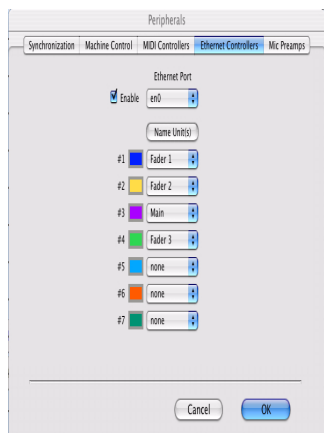 Peripherals
Synchronization Machine Control MIDI Controllers Ethernet Controllers Mic Preamps
Ethernet Port
Enable en0
Name Unit(s)
#1 Fader 1
#2 Fader 2
#3 Main
#4 Fader 3
#5 none
#6 none
#7 none
Cancel OK